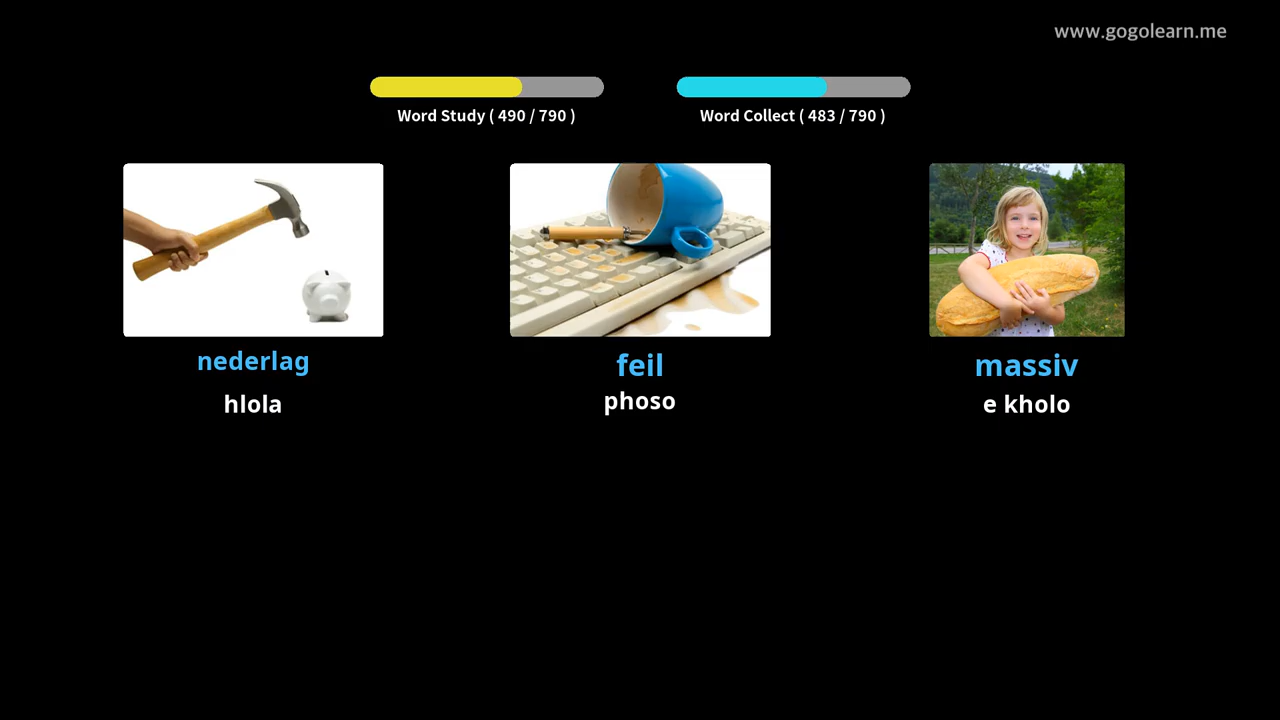 www.gogolearn.me
Word Study ( 490 / 790 )
Word Collect ( 483 / 790 )
nederlag
hlola
feil
phoso
massiv
e kholo